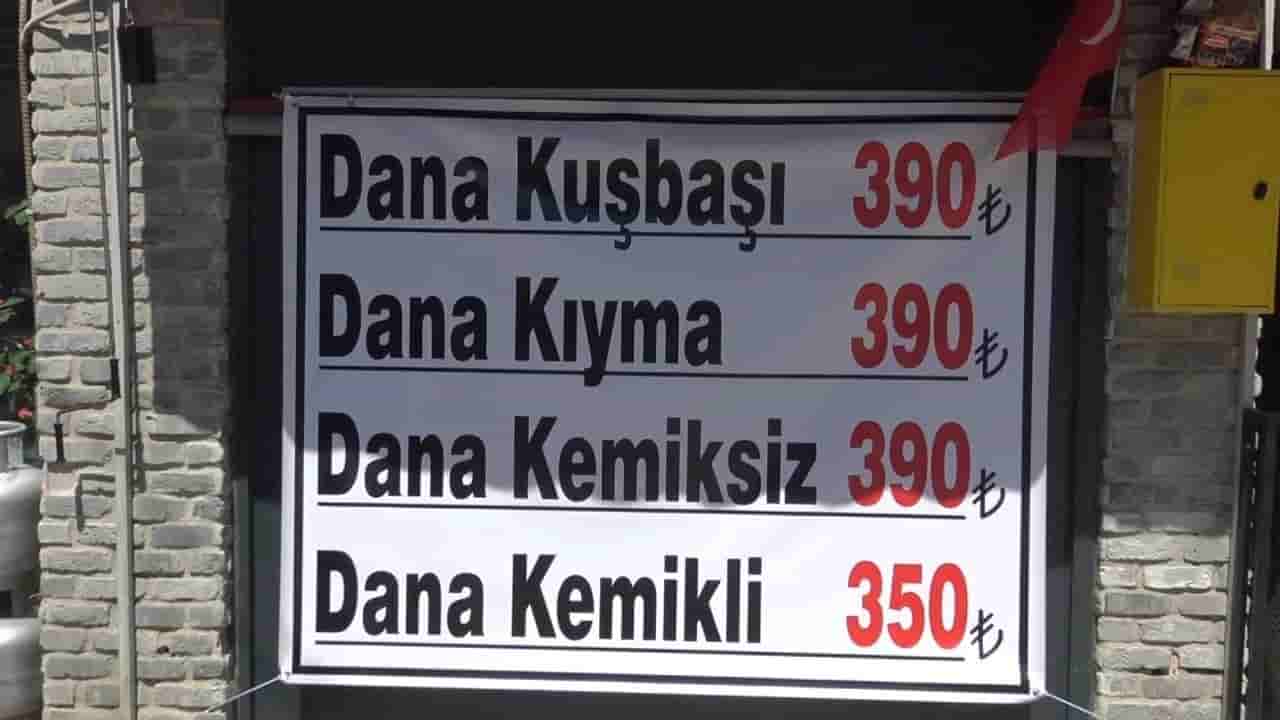 Dana Kuşbaşı 390₺
Dana Kıyma 390₺
Dana Kemiksiz 390₺
Dana Kemikli 350₺